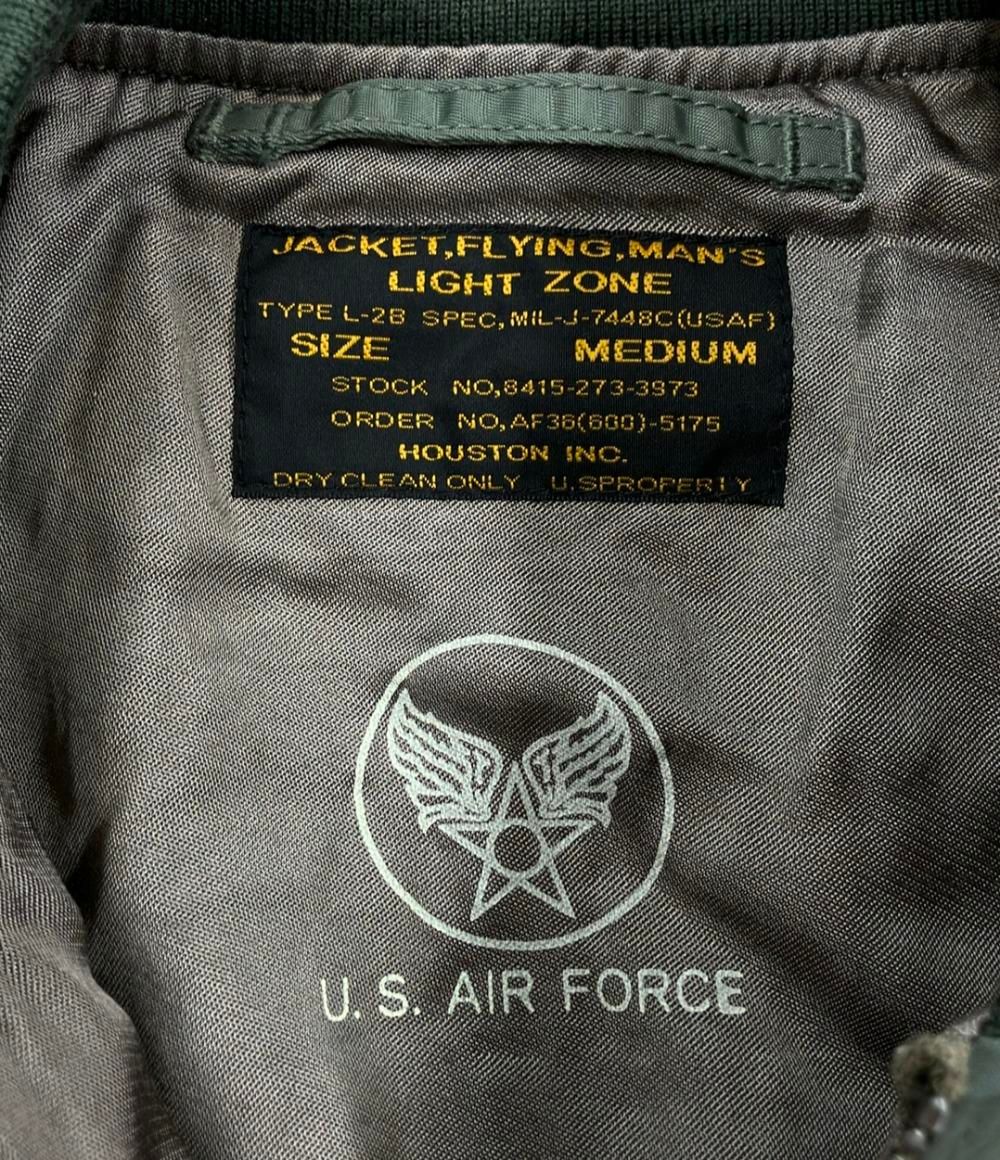 JACKET,FLYING,MAN'S
LIGHT ZONE
TYPE L-2B SPEC,MIL-J-7448C(USAF)
SIZE MEDIUM
STOCK NO,8415-273-3973
ORDER NO,AF36(600)-5175
HOUSTON INC.
DRY CLEAN ONLY U.SPROPERTY
U.S. AIR FORCE